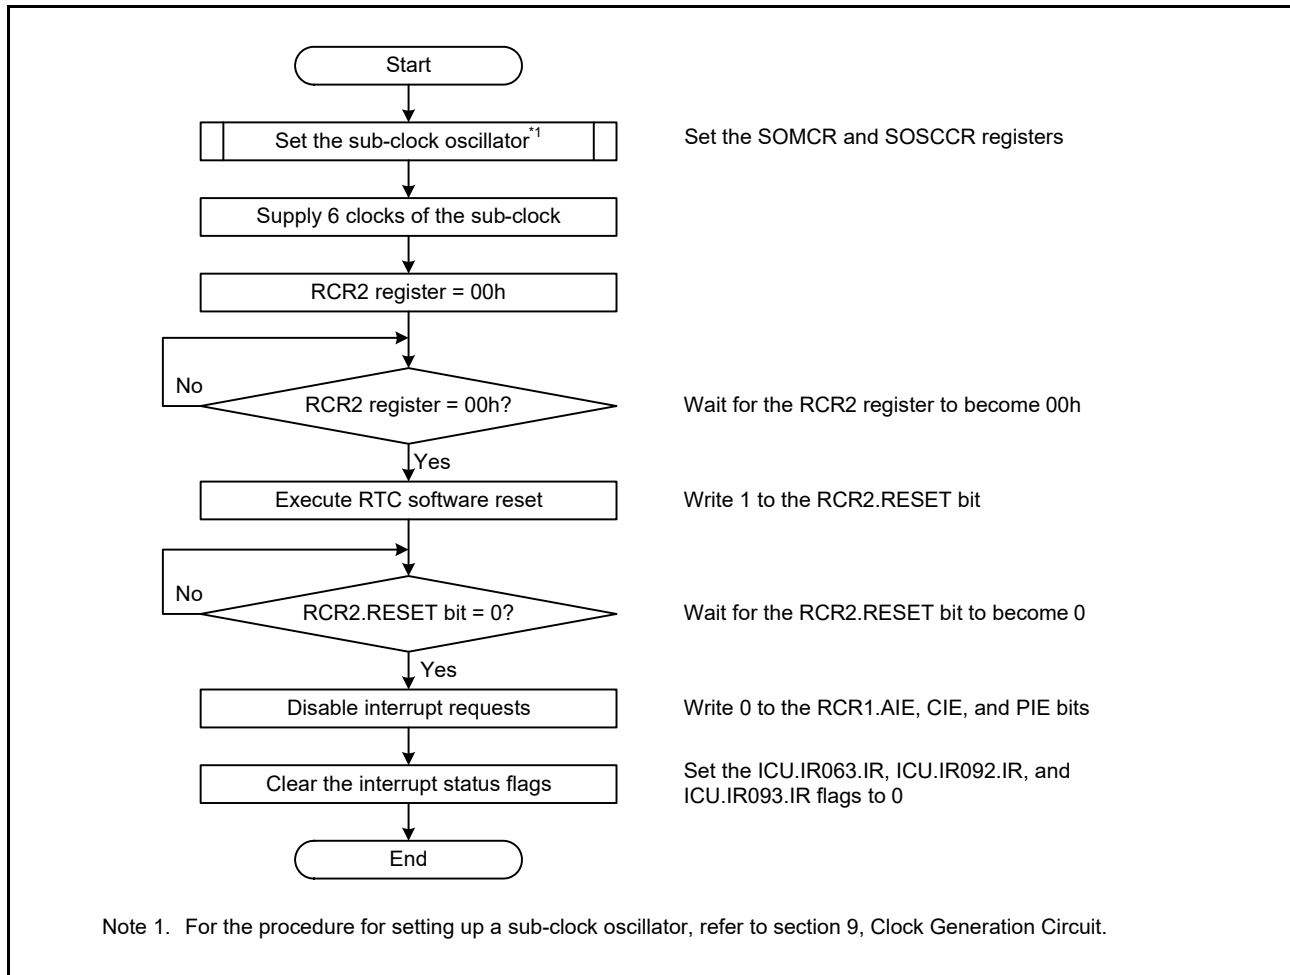 Start
Set the sub-clock oscillator*1
Set the SOMCR and SOSCCR registers
Supply 6 clocks of the sub-clock
RCR2 register = 00h
No
RCR2 register = 00h?
Wait for the RCR2 register to become 00h
Yes
Execute RTC software reset
Write 1 to the RCR2.RESET bit
No
RCR2.RESET bit = 0?
Wait for the RCR2.RESET bit to become 0
Yes
Disable interrupt requests
Write 0 to the RCR1.AIE, CIE, and PIE bits
Clear the interrupt status flags
Set the ICU.IR063.IR, ICU.IR092.IR, and
ICU.IR093.IR flags to 0
End
Note 1. For the procedure for setting up a sub-clock oscillator, refer to section 9, Clock Generation Circuit.